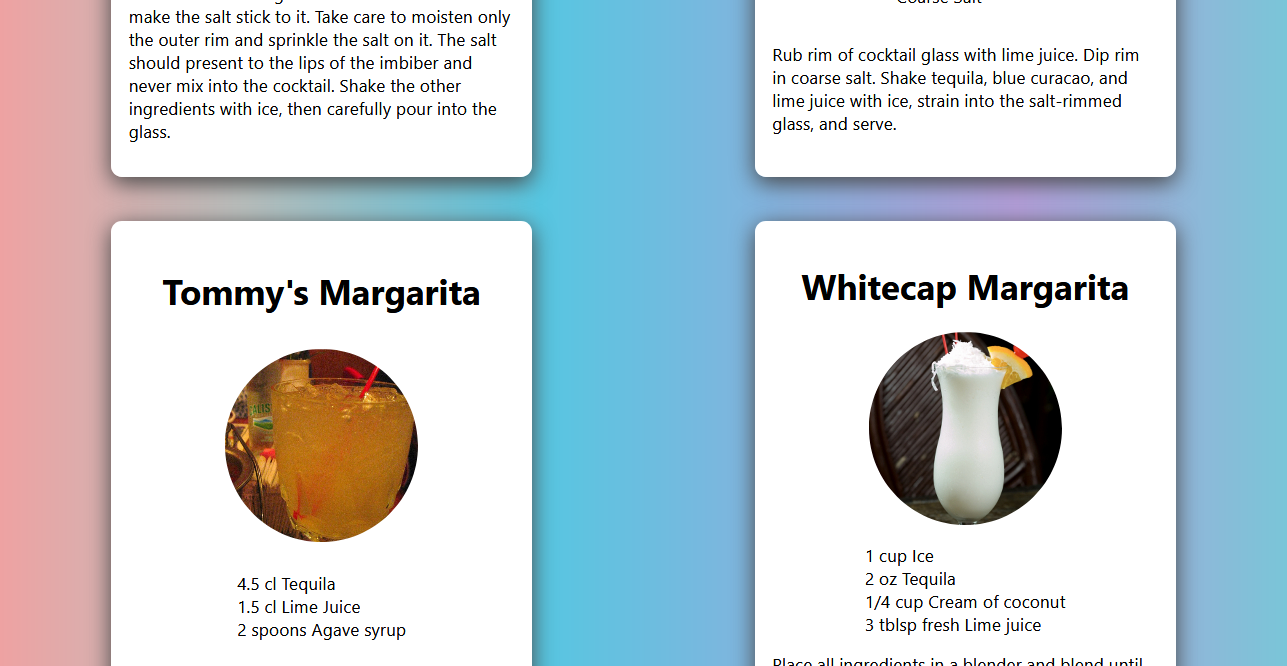 make the salt stick to it. Take care to moisten only
the outer rim and sprinkle the salt on it. The salt
should present to the lips of the imbiber and
never mix into the cocktail. Shake the other
ingredients with ice, then carefully pour into the
glass.
Coarse Salt
Rub rim of cocktail glass with lime juice. Dip rim
in coarse salt. Shake tequila, blue curacao, and
lime juice with ice, strain into the salt-rimmed
glass, and serve.
Tommy's Margarita
ALIS
4.5 cl Tequila
1.5 cl Lime Juice
2 spoons Agave syrup
Whitecap Margarita
1 cup Ice
2 oz Tequila
1/4 cup Cream of coconut
3 tblsp fresh Lime juice
Place all ingredients in a blender and blend until